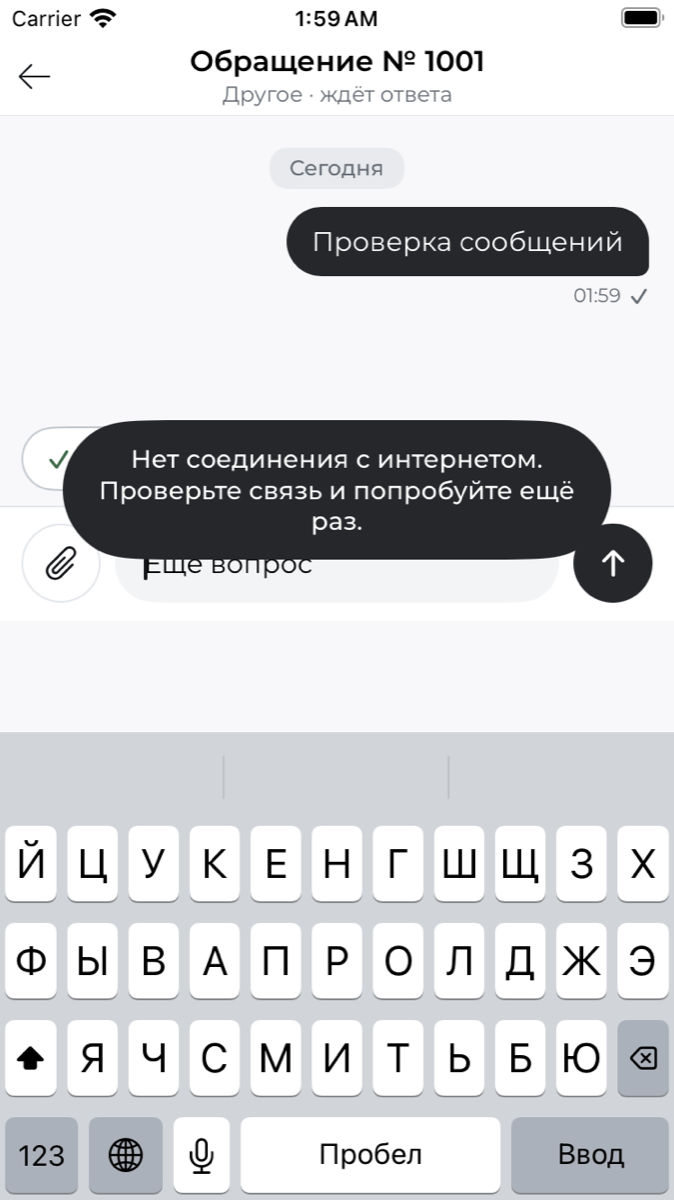 Carrier 1:59 AM
Обращение № 1001
Другое · ждёт ответа
Сегодня
Проверка сообщений
01:59
Нет соединения с интернетом.
Проверьте связь и попробуйте ещё
раз.
Еще вопрос
Й Ц У К Е Н Г Ш Щ З Х
Ф Ы В А П Р О Л Д Ж Э
Я Ч С М И Т Ь Б Ю
123 Пробел Ввод